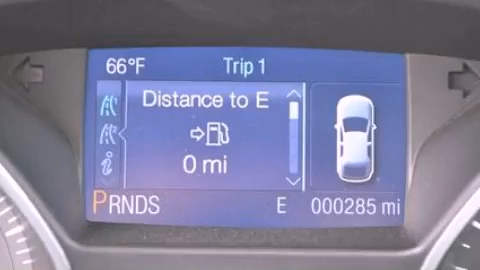 66°F Trip 1
Distance to E
0 mi
i
PRNDS E 000285 mi